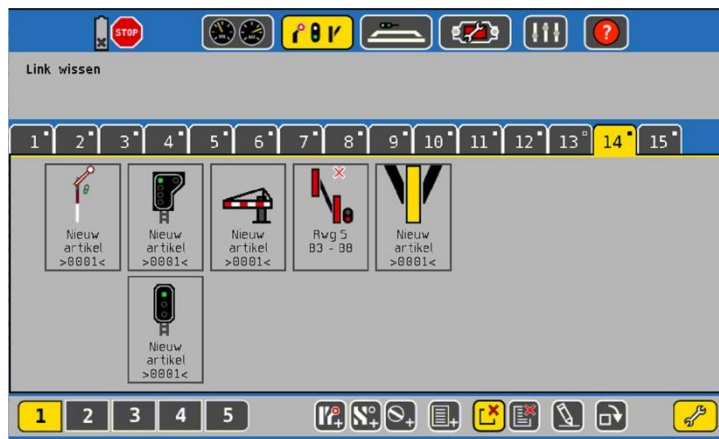 STOP
?
Link wissen
1 2 3 4 5 6 7 8 9 10 11 12 13 14 15
Nieuw
artikel
>0001<
Nieuw
artikel
>0001<
Nieuw
artikel
>0001<
Rwg 5
B3 - B8
Nieuw
artikel
>0001<
Nieuw
artikel
>0001<
1 2 3 4 5